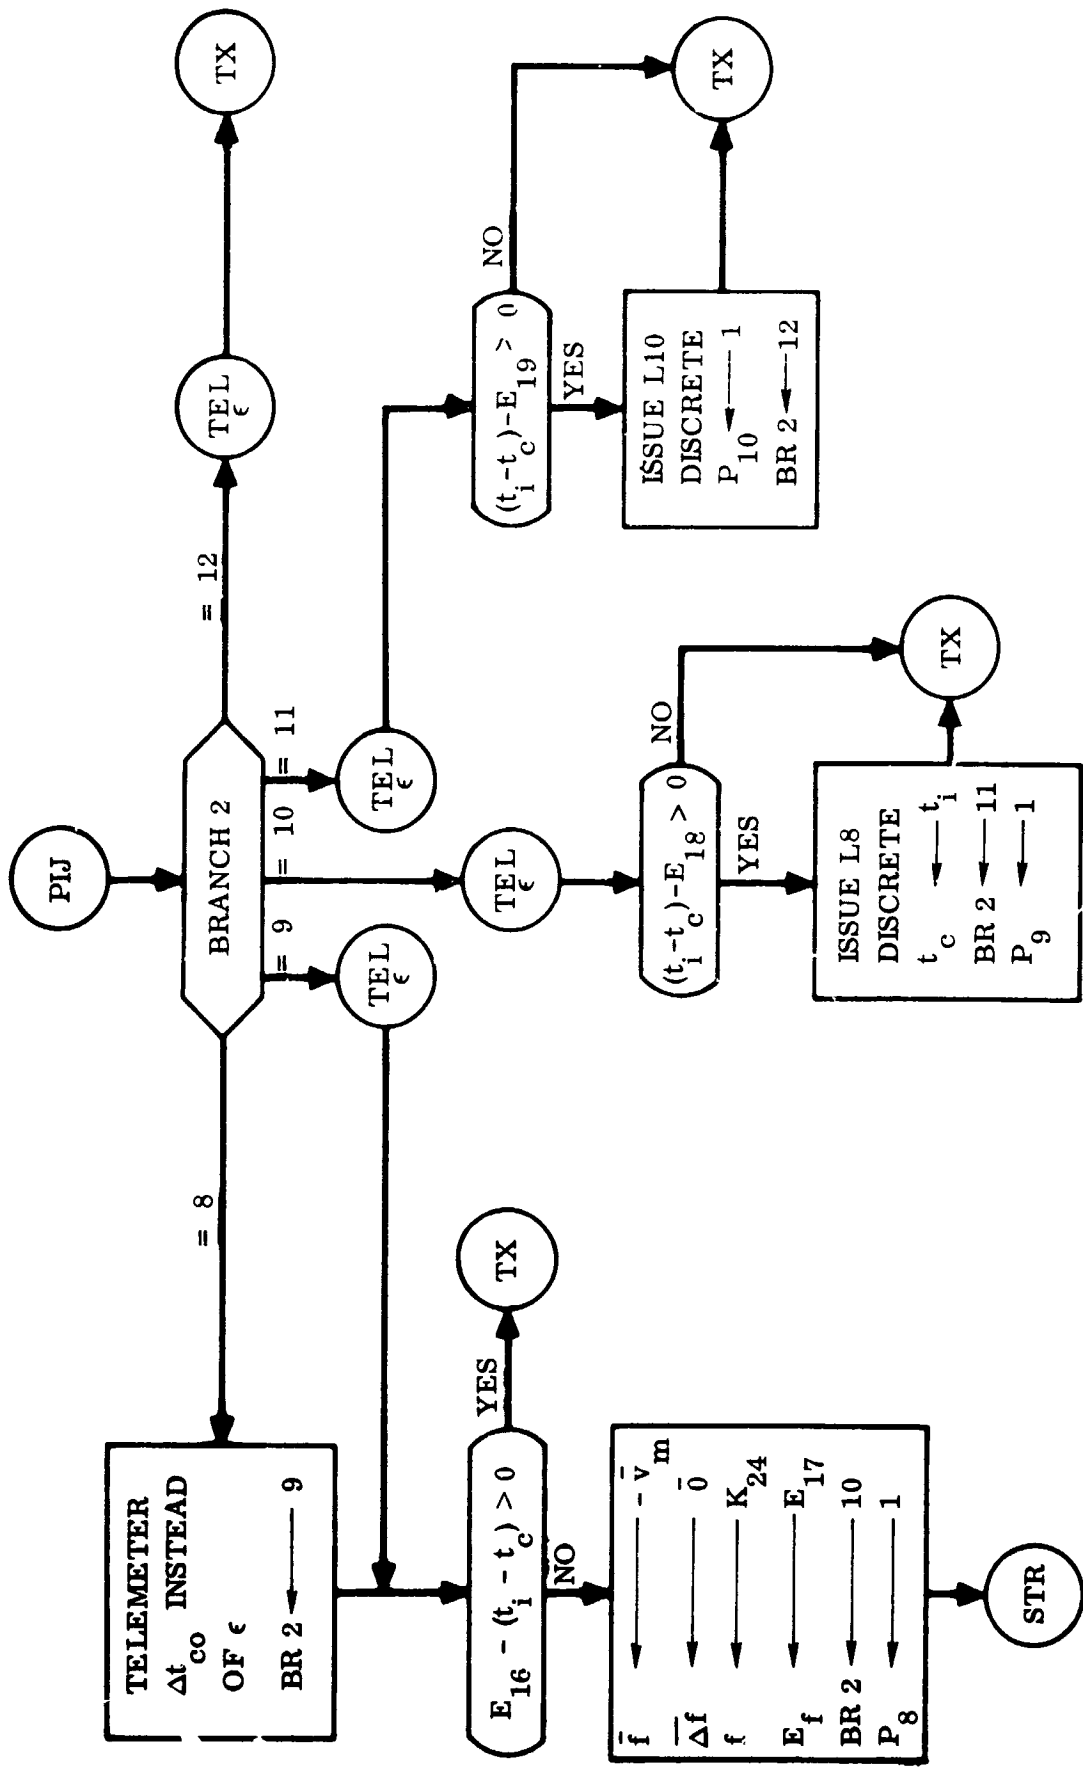 PIJ
BRANCH 2
= 8
= 9
= 10
= 11
= 12
TELEMETER
Δt_co INSTEAD
OF ϵ
BR 2 ← 9
TEL
ϵ
TEL
ϵ
TEL
ϵ
TEL
ϵ
TX
E_16 - (t_i - t_c) > 0
YES
TX
NO
f̄ ← -v̄_m
Δf̄ ← 0̄
f ← K_24
E_f ← E_17
BR 2 ← 10
P_8 ← 1
STR
(t_i-t_c)-E_18 > 0
NO
TX
YES
ISSUE L8
DISCRETE
t_c ← t_i
BR 2 ← 11
P_9 ← 1
(t_i-t_c)-E_19 > 0
NO
TX
YES
ISSUE L10
DISCRETE
P_10 ← 1
BR 2 ← 12